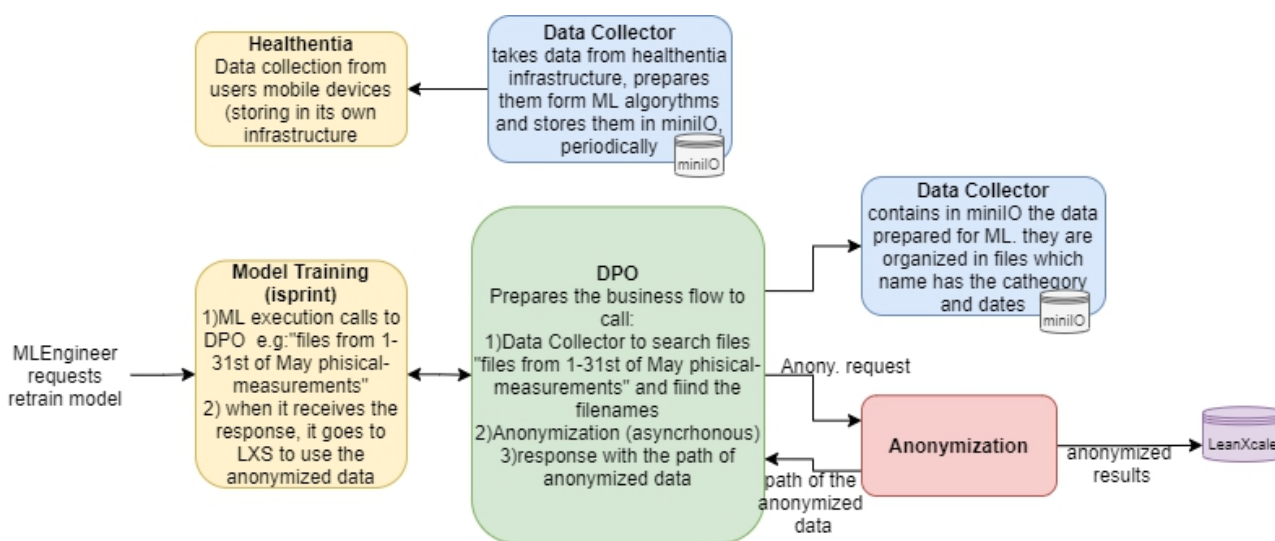 Healthentia
Data collection from
users mobile devices
(storing in its own
infrastructure
Data Collector
takes data from healthentia
infrastructure, prepares
them form ML algorythms
and stores them in miniIO,
periodically
miniIO
Data Collector
contains in miniIO the data
prepared for ML. they are
organized in files which
name has the cathegory
and dates
miniIO
MLEngineer
requests
retrain model
Model Training
(isprint)
1)ML execution calls to
DPO e.g:"files from 1-
31st of May phisical-
measurements"
2) when it receives the
response, it goes to
LXS to use the
anonymized data
DPO
Prepares the business flow to
call:
1)Data Collector to search files
"files from 1-31st of May phisical-
measurements" and fiind the
filenames
2)Anonymization (asyncrhonous)
3)response with the path of
anonymized data
Anony. request
Anonymization
path of the
anonymized
data
anonymized
results
LeanXcale